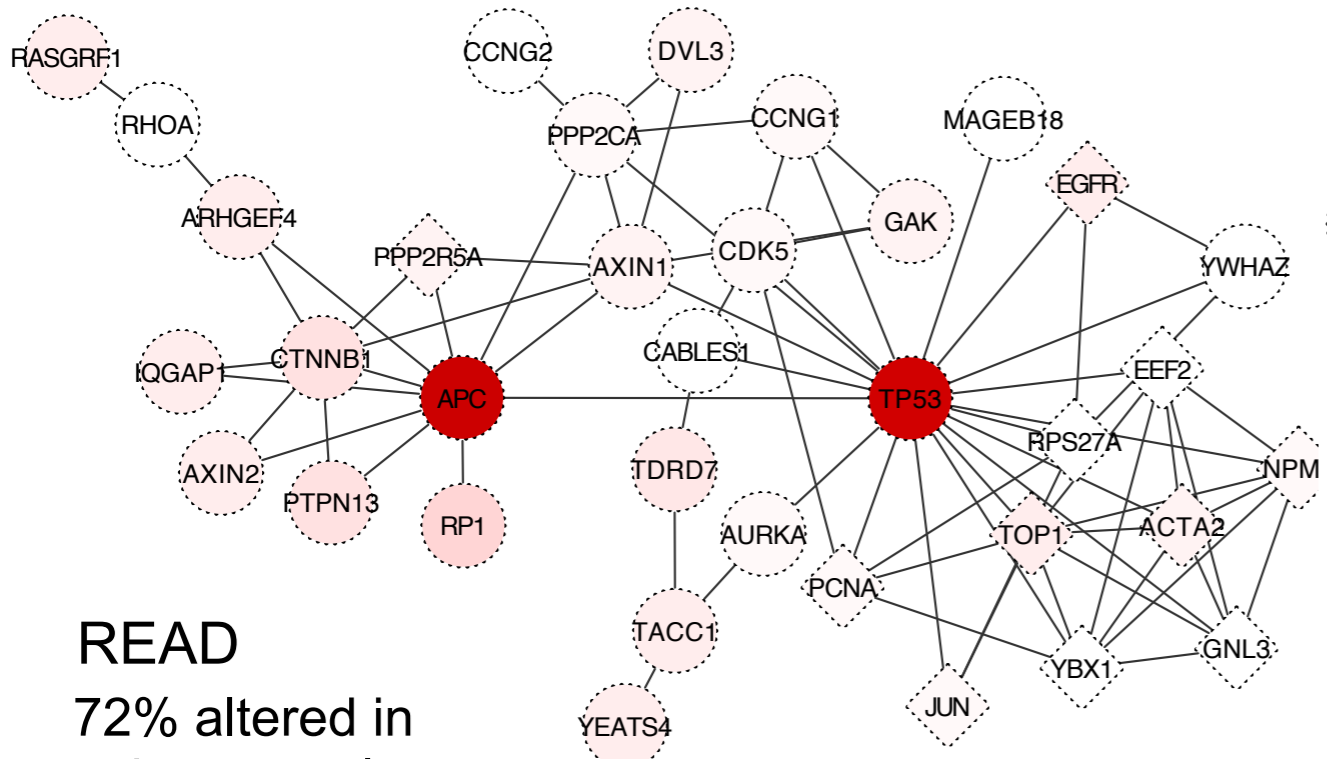 RASGRF1
RHOA
CCNG2
DVL3
PPP2CA
CCNG1
MAGEB18
EGFR
ARHGEF4
PPP2R5A
AXIN1
CDK5
GAK
YWHAZ
IQGAP1
CTNNB1
APC
CABLES1
TP53
EEF2
RPS27A
NPM
AXIN2
PTPN13
RP1
TDRD7
AURKA
TOP1
ACTA2
PCNA
TACC1
YBX1
GNL3
JUN
YEATS4
READ
72% altered in